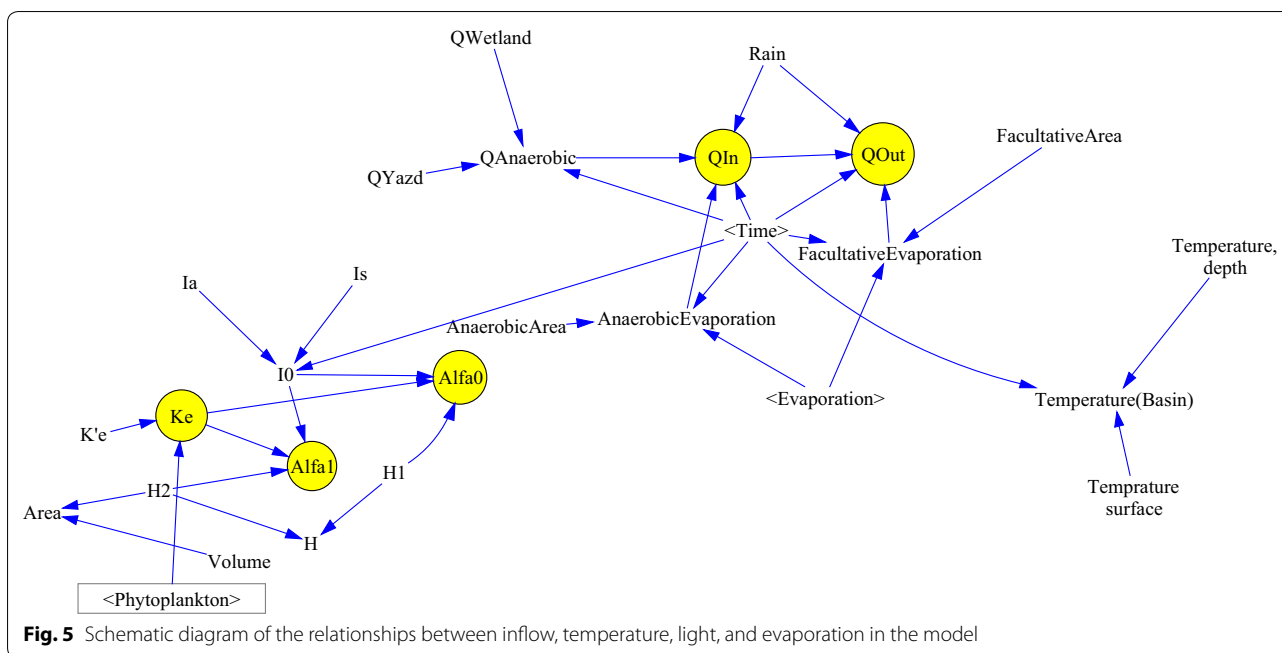 QWetland
Rain
QAnaerobic
QIn
QOut
FacultativeArea
QYazd
<Time>
FacultativeEvaporation
Temperature,
depth
Ia
Is
AnaerobicArea
AnaerobicEvaporation
I0
Alfa0
<Evaporation>
Temperature(Basin)
K'e
Ke
Alfa1
H1
H2
Area
H
Temprature
surface
Volume
<Phytoplankton>
Fig. 5 Schematic diagram of the relationships between inflow, temperature, light, and evaporation in the model